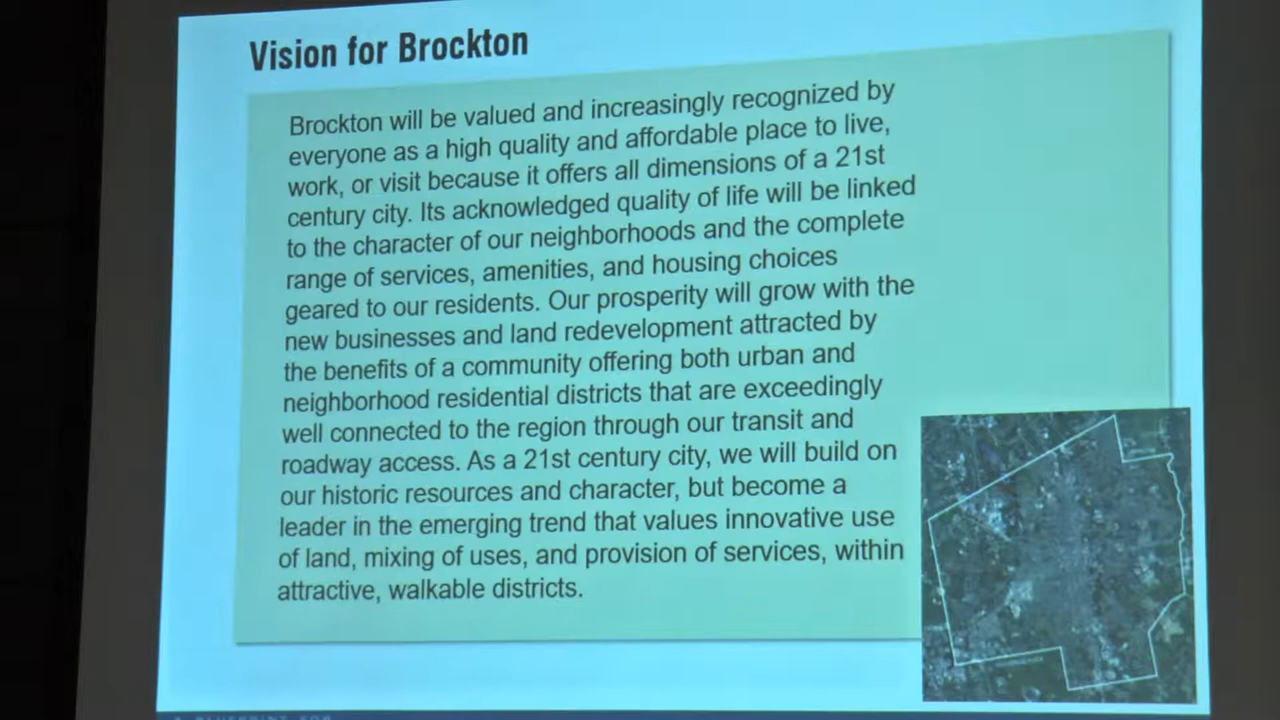 Vision for Brockton
Brockton will be valued and increasingly recognized by
everyone as a high quality and affordable place to live,
work, or visit because it offers all dimensions of a 21st
century city. Its acknowledged quality of life will be linked
to the character of our neighborhoods and the complete
range of services, amenities, and housing choices
geared to our residents. Our prosperity will grow with the
new businesses and land redevelopment attracted by
the benefits of a community offering both urban and
neighborhood residential districts that are exceedingly
well connected to the region through our transit and
roadway access. As a 21st century city, we will build on
our historic resources and character, but become a
leader in the emerging trend that values innovative use
of land, mixing of uses, and provision of services, within
attractive, walkable districts.